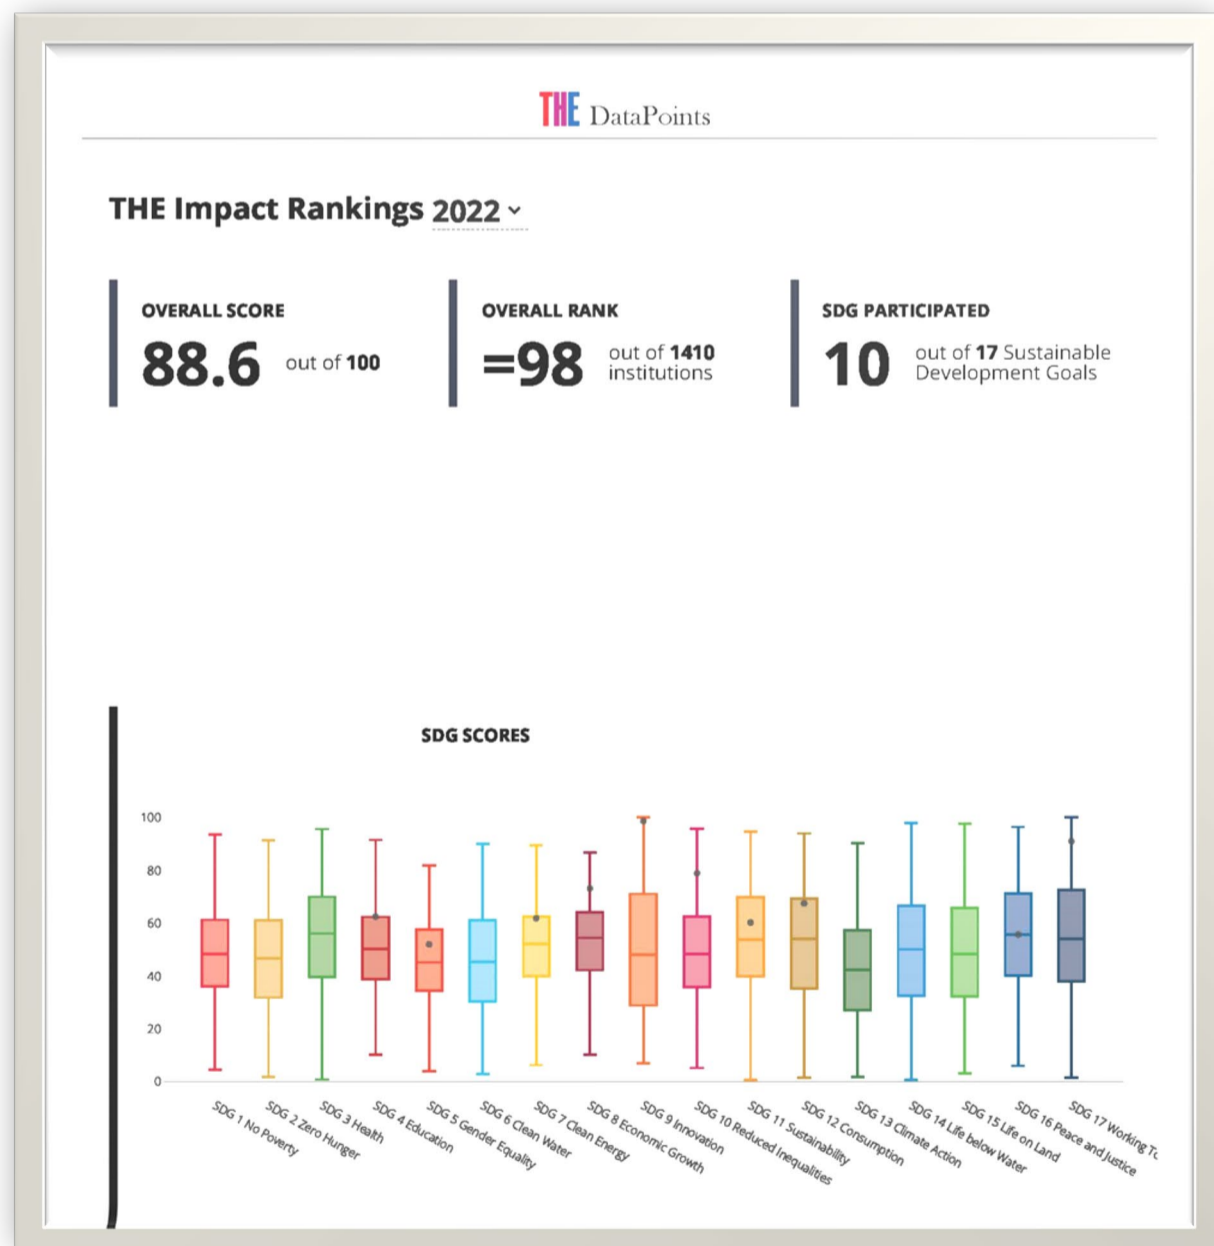 THE DataPoints
THE Impact Rankings 2022
OVERALL SCORE
88.6 out of 100
OVERALL RANK
=98 out of 1410
institutions
SDG PARTICIPATED
10 out of 17 Sustainable
Development Goals
SDG SCORES
100
80
60
40
20
0
SDG 1 No Poverty
SDG 2 Zero Hunger
SDG 3 Health
SDG 4 Education
SDG 5 Gender Equality
SDG 6 Clean Water
SDG 7 Clean Energy
SDG 8 Economic Growth
SDG 9 Innovation
SDG 10 Reduced Inequalities
SDG 11 Sustainability
SDG 12 Consumption
SDG 13 Climate Action
SDG 14 Life below Water
SDG 15 Life on Land
SDG 16 Peace and Justice
SDG 17 Working